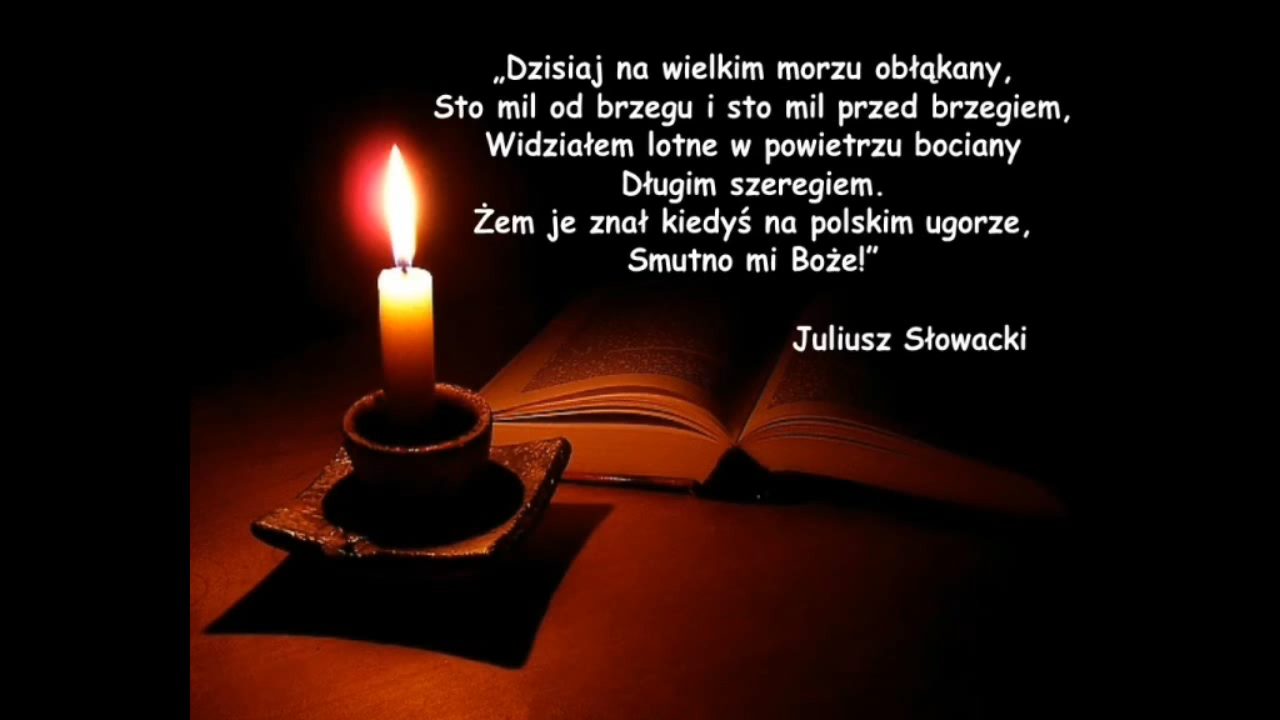 „Dzisiaj na wielkim morzu obłąkany,
Sto mil od brzegu i sto mil przed brzegiem,
Widziałem lotne w powietrzu bociany
Długim szeregiem.
Żem je znał kiedyś na polskim ugorze,
Smutno mi Boże!”
Juliusz Słowacki